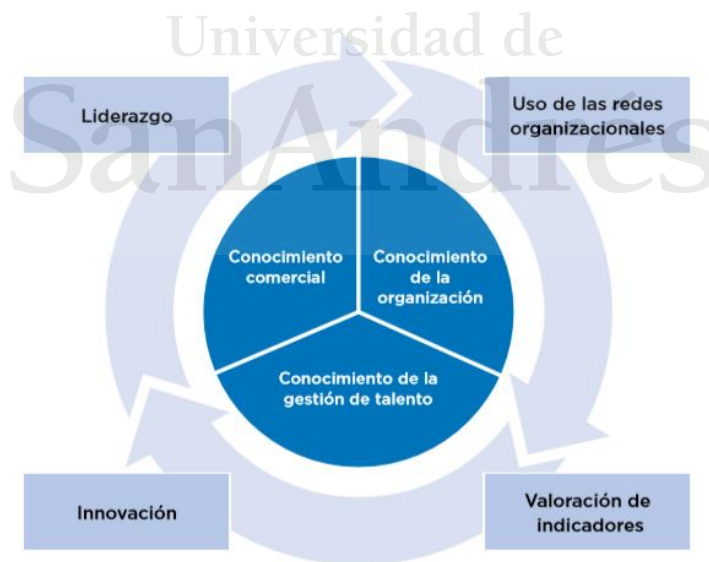 Universidad de
SanAndrés
Liderazgo
Uso de las redes
organizacionales
Conocimiento
comercial
Conocimiento
de la
organización
Conocimiento de la
gestión de talento
Innovación
Valoración de
indicadores